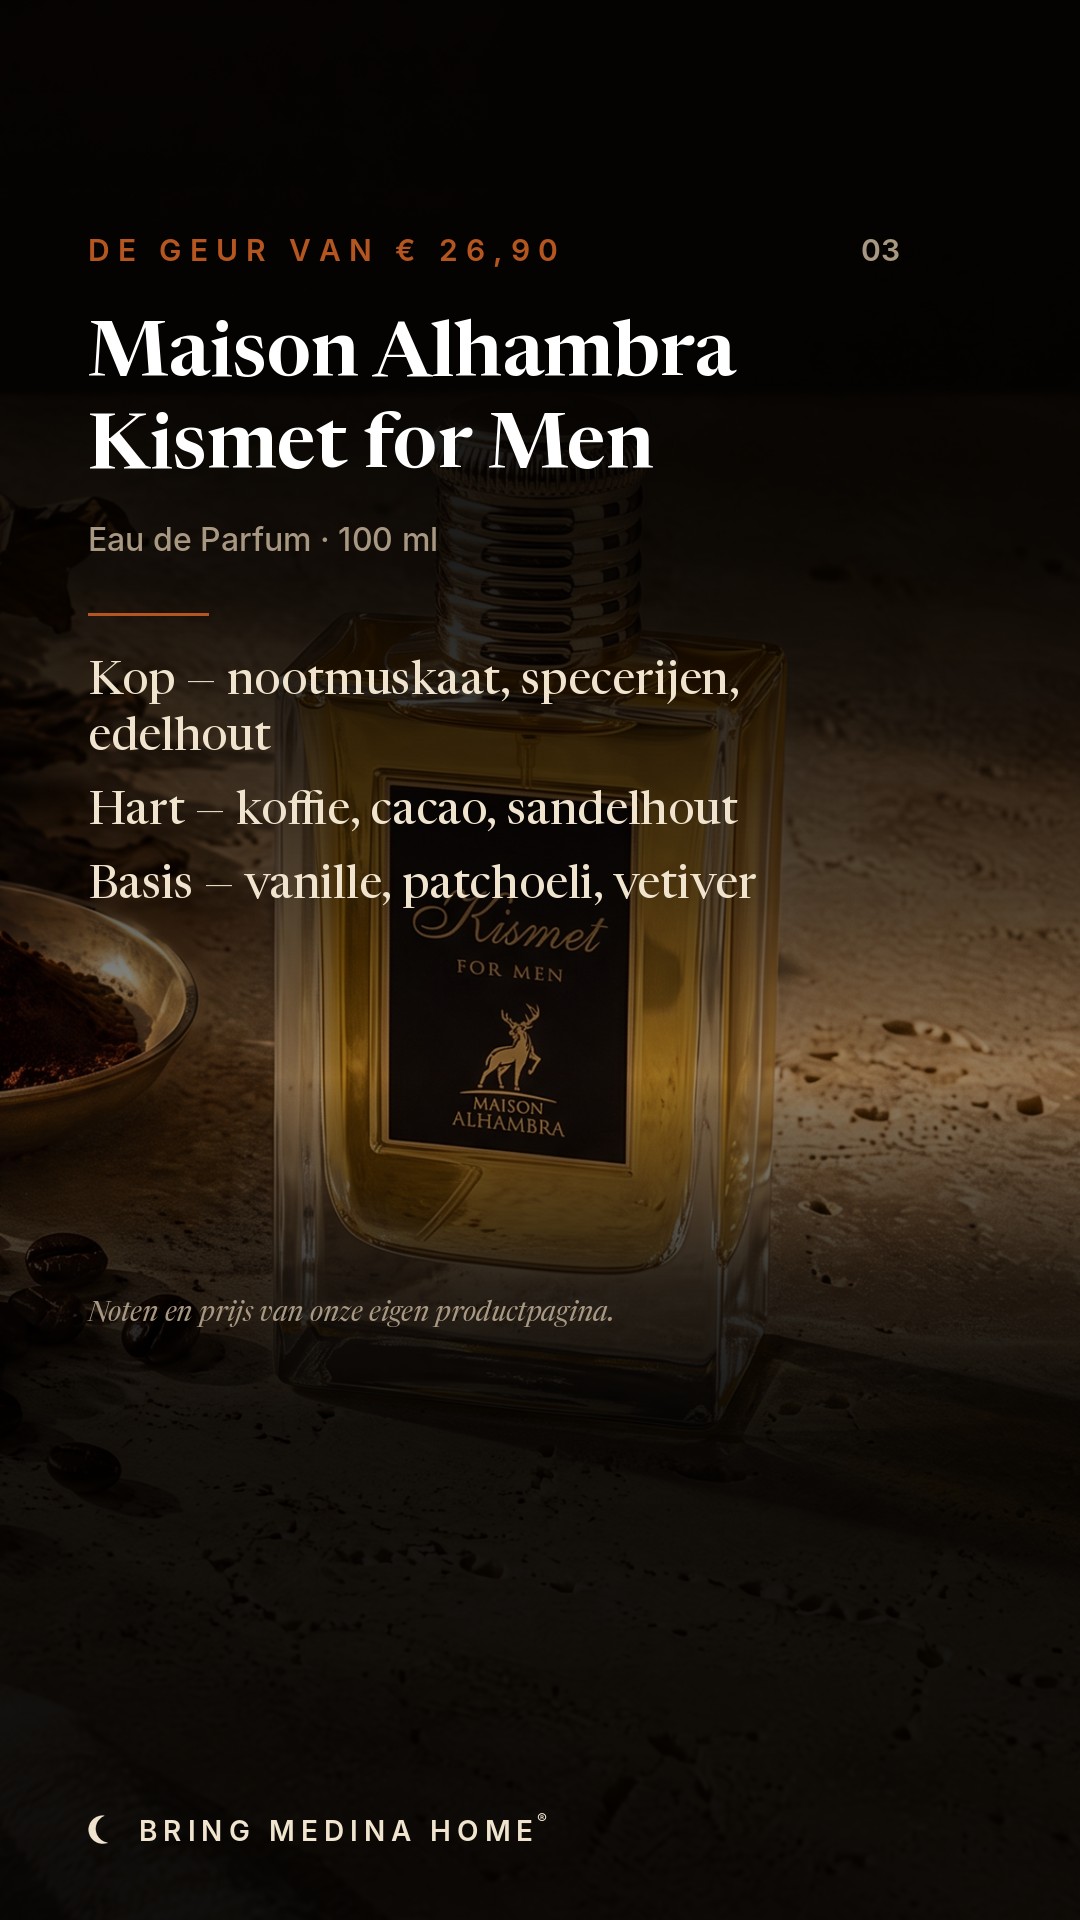 DE GEUR VAN € 26,90 03
Maison Alhambra
Kismet for Men
Eau de Parfum · 100 ml
Kop – nootmuskaat, specerijen,
edelhout
Hart – koffie, cacao, sandelhout
Basis – vanille, patchoeli, vetiver
Kismet
FOR MEN
MAISON
ALHAMBRA
Noten en prijs van onze eigen productpagina.
BRING MEDINA HOME®